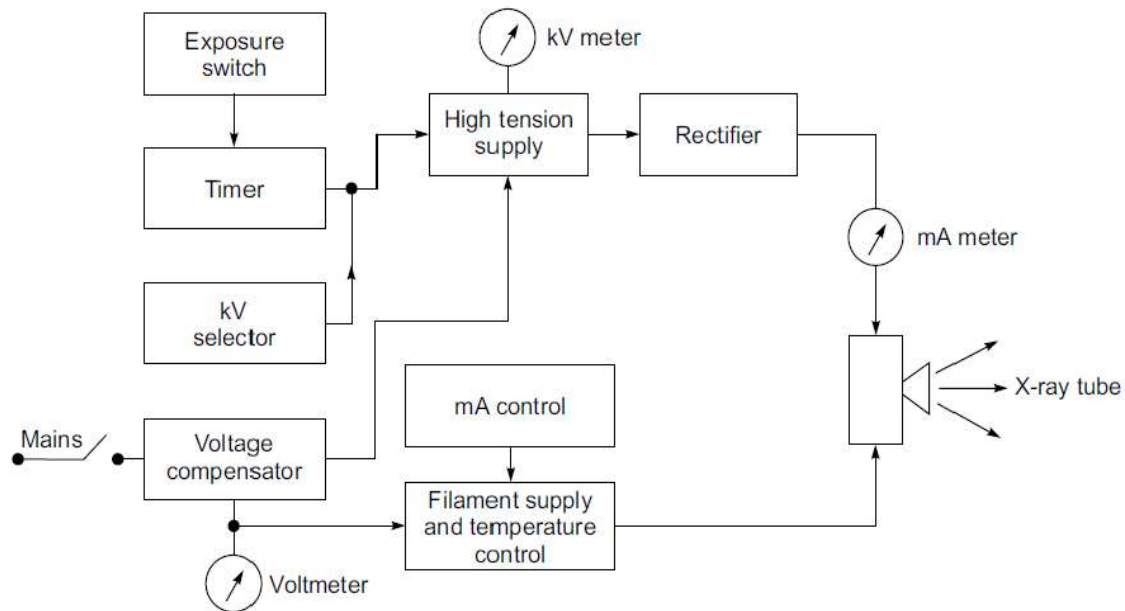 Exposure
switch
kV meter
High tension
supply
Rectifier
Timer
mA meter
kV
selector
X-ray tube
mA control
Mains
Voltage
compensator
Filament supply
and temperature
control
Voltmeter